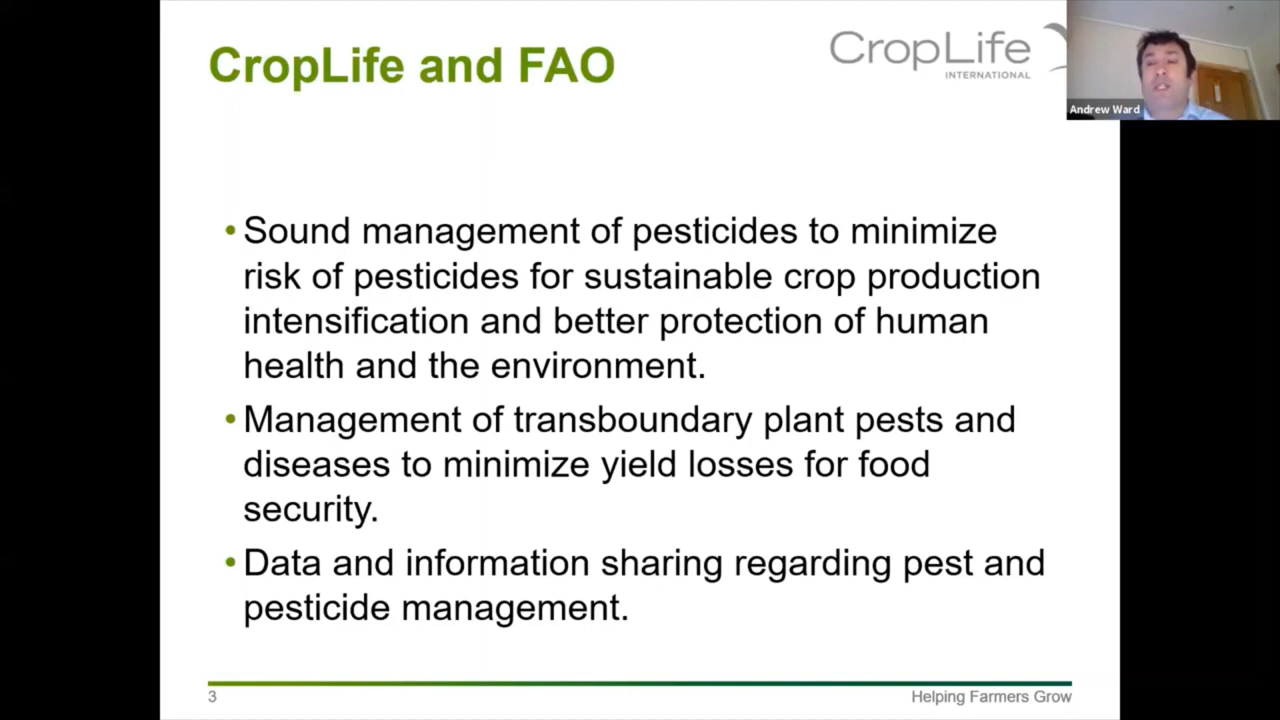 CropLife and FAO
CropLife
INTERNATIONAL
Andrew Ward
• Sound management of pesticides to minimize
risk of pesticides for sustainable crop production
intensification and better protection of human
health and the environment.
• Management of transboundary plant pests and
diseases to minimize yield losses for food
security.
• Data and information sharing regarding pest and
pesticide management.
3
Helping Farmers Grow